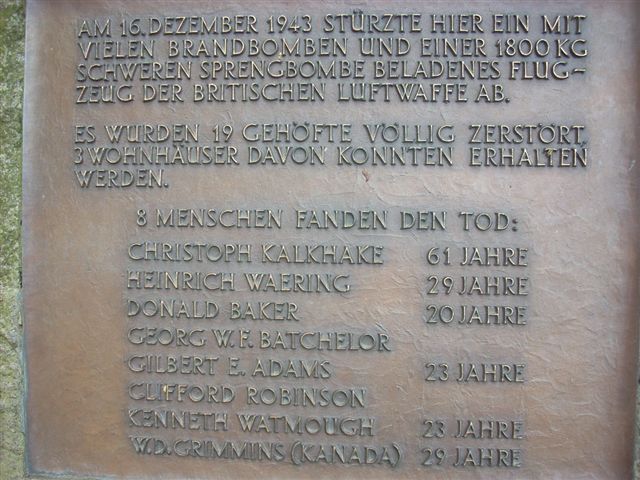 AM 16. DEZEMBER 1943 STÜRZTE HIER EIN MIT
VIELEN BRANDBOMBEN UND EINER 1800 KG
SCHWEREN SPRENGBOMBE BELADENES FLUG-
ZEUG DER BRITISCHEN LUFTWAFFE AB.
ES WURDEN 19 GEHÖFTE VÖLLIG ZERSTÖRT,
3 WOHNHÄUSER DAVON KONNTEN ERHALTEN
WERDEN.
8 MENSCHEN FANDEN DEN TOD:
CHRISTOPH KALKHAKE 61 JAHRE
HEINRICH WAERING 29 JAHRE
DONALD BAKER 20 JAHRE
GEORG W. F. BATCHELOR
GILBERT E. ADAMS 23 JAHRE
CLIFFORD ROBINSON
KENNETH WATMOUGH 23 JAHRE
W.D. GRIMMINS (KANADA) 29 JAHRE